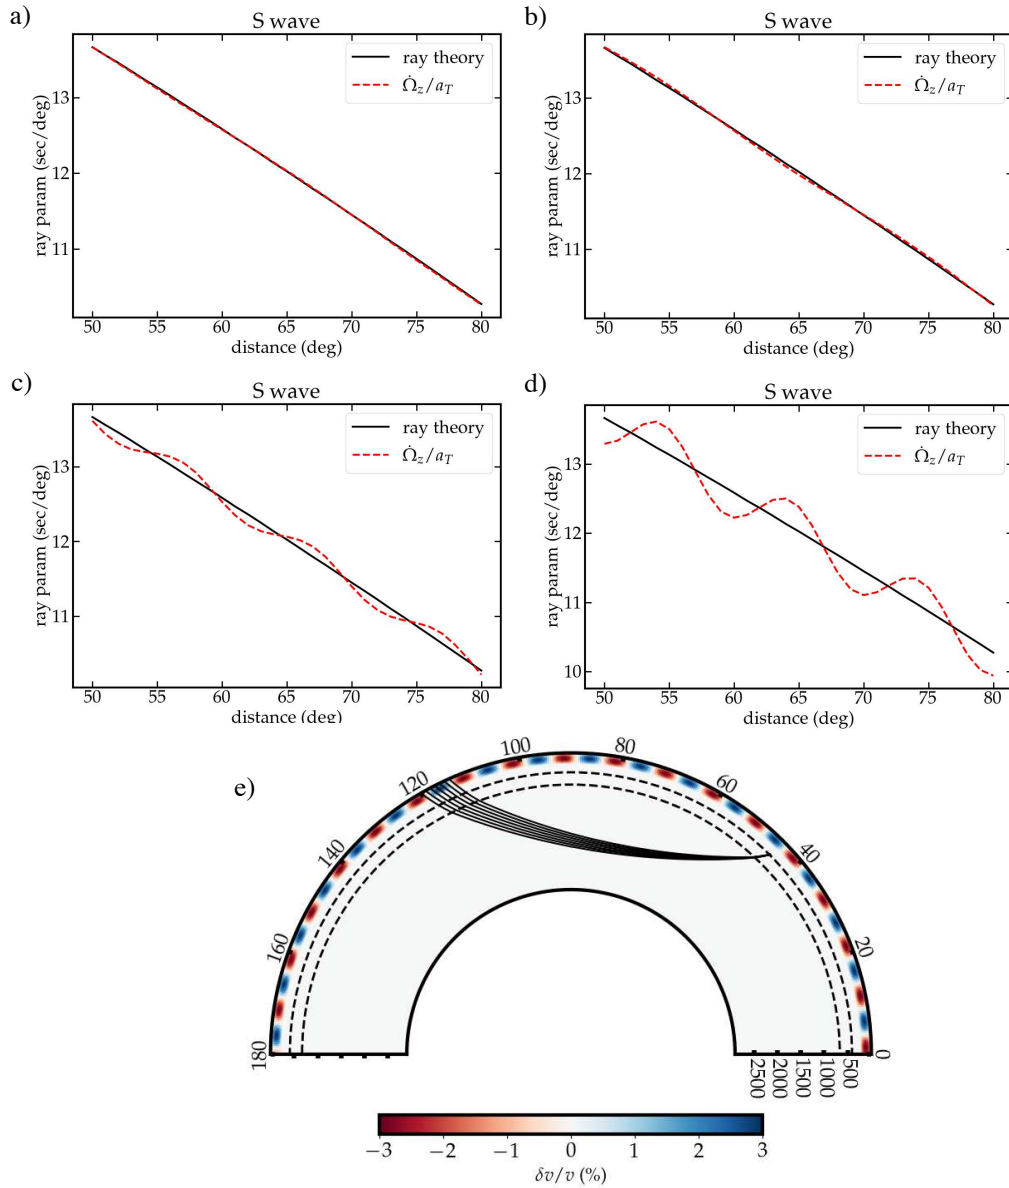 a)
S wave
ray param (sec/deg)
13
12
11
ray theory
Ω̇z/aT
50 55 60 65 70 75 80
distance (deg)
b)
S wave
ray param (sec/deg)
13
12
11
ray theory
Ω̇z/aT
50 55 60 65 70 75 80
distance (deg)
c)
S wave
ray param (sec/deg)
13
12
11
ray theory
Ω̇z/aT
50 55 60 65 70 75 80
distance (deg)
d)
S wave
ray param (sec/deg)
13
12
11
10
ray theory
Ω̇z/aT
50 55 60 65 70 75 80
distance (deg)
e)
180 160 140 120 100 80 60 40 20 0
2500 2000 1500 1000 500
−3 −2 −1 0 1 2 3
δv/v (%)